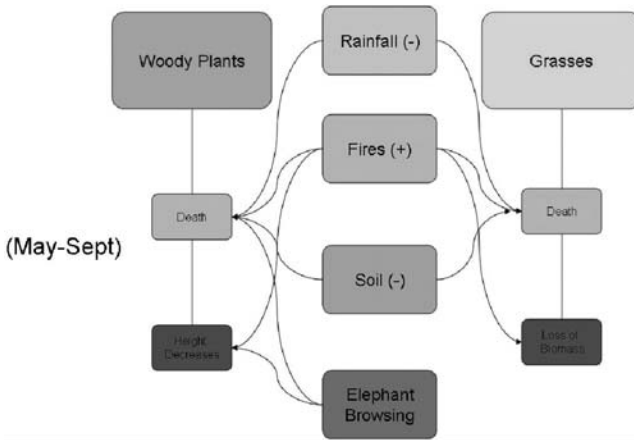 Woody Plants
Rainfall (-)
Grasses
Fires (+)
Death
Death
(May-Sept)
Soil (-)
Height
Decreases
Loss of
Biomass
Elephant
Browsing